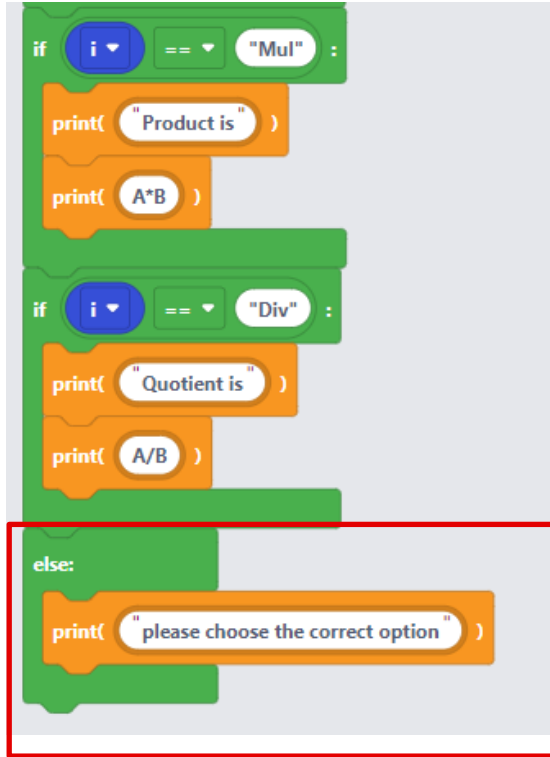 if i == "Mul" :
print( "Product is" )
print( A*B )
if i == "Div" :
print( "Quotient is" )
print( A/B )
else:
print( "please choose the correct option" )